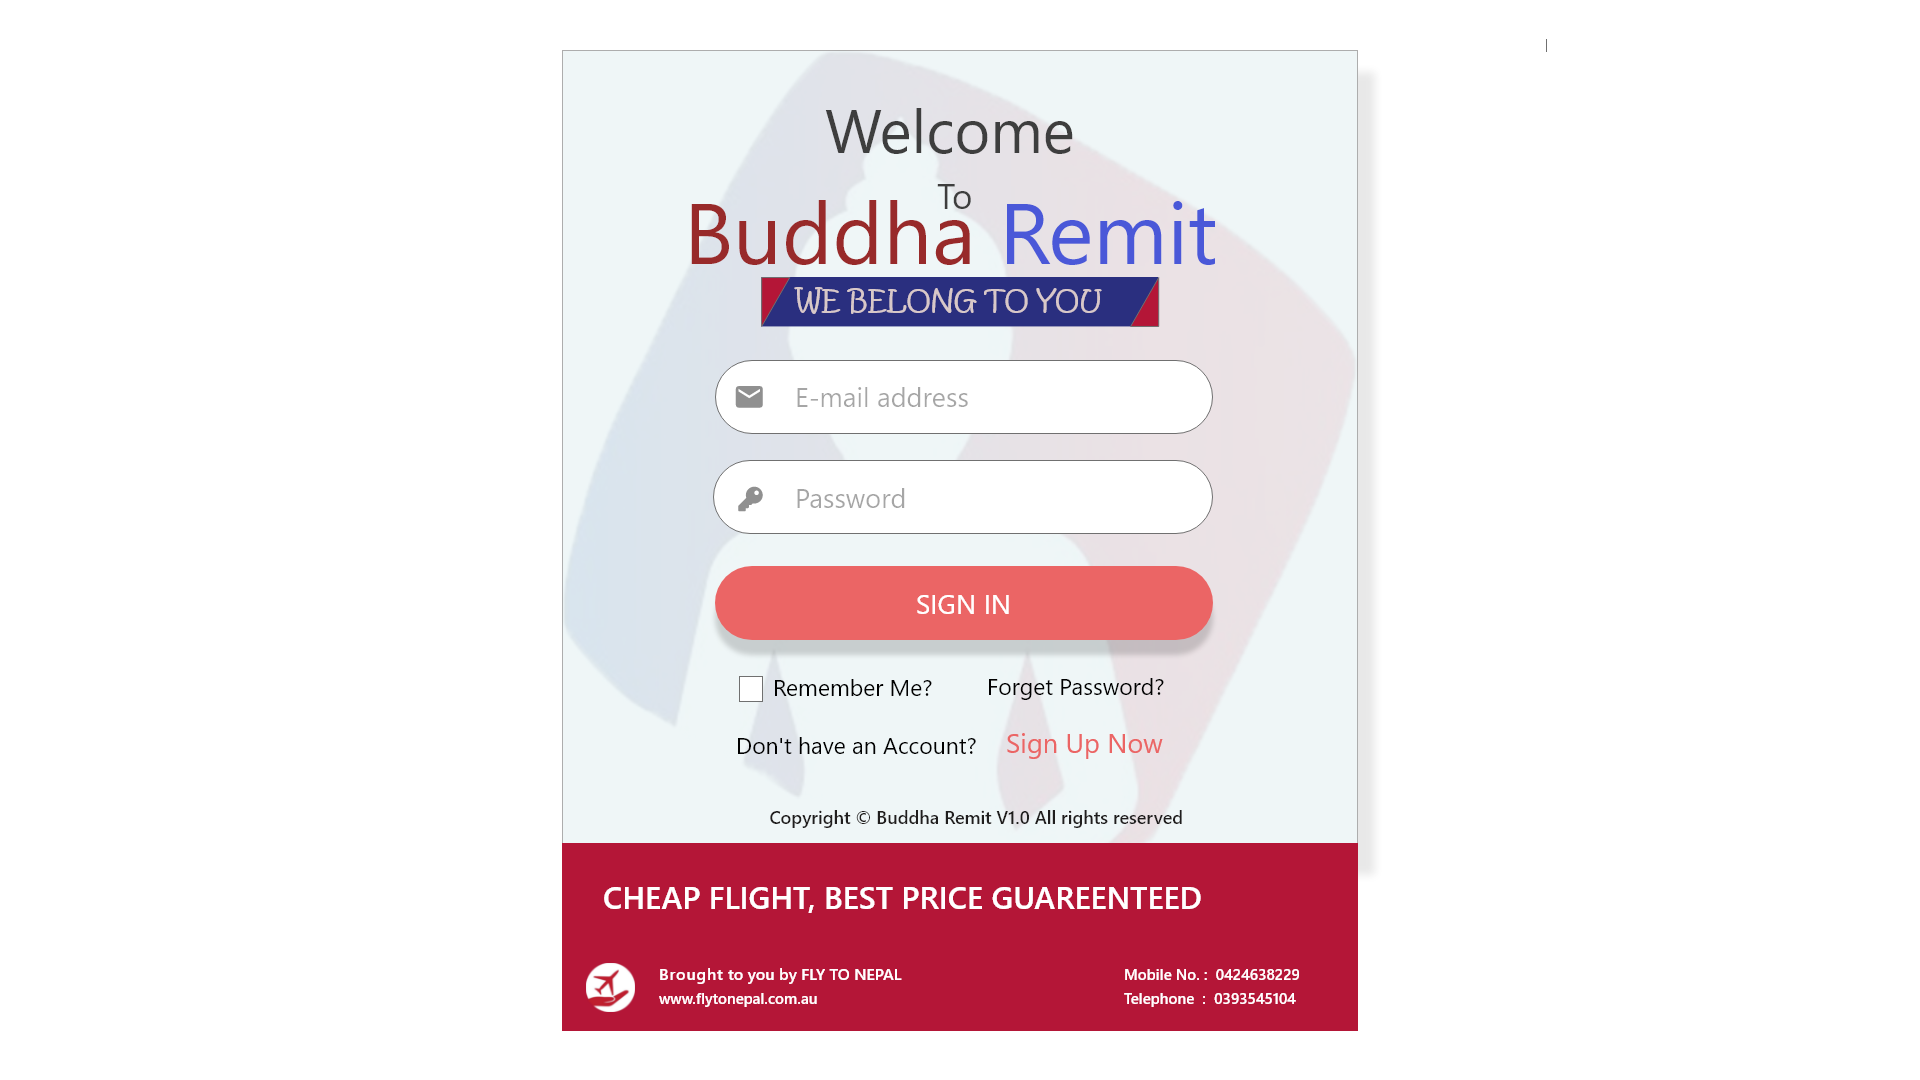 Welcome
To
Buddha Remit
WE BELONG TO YOU
E-mail address
Password
SIGN IN
Remember Me? Forget Password?
Don't have an Account? Sign Up Now
Copyright © Buddha Remit V1.0 All rights reserved
CHEAP FLIGHT, BEST PRICE GUAREENTEED
Brought to you by FLY TO NEPAL
www.flytonepal.com.au
Mobile No. : 0424638229
Telephone : 0393545104